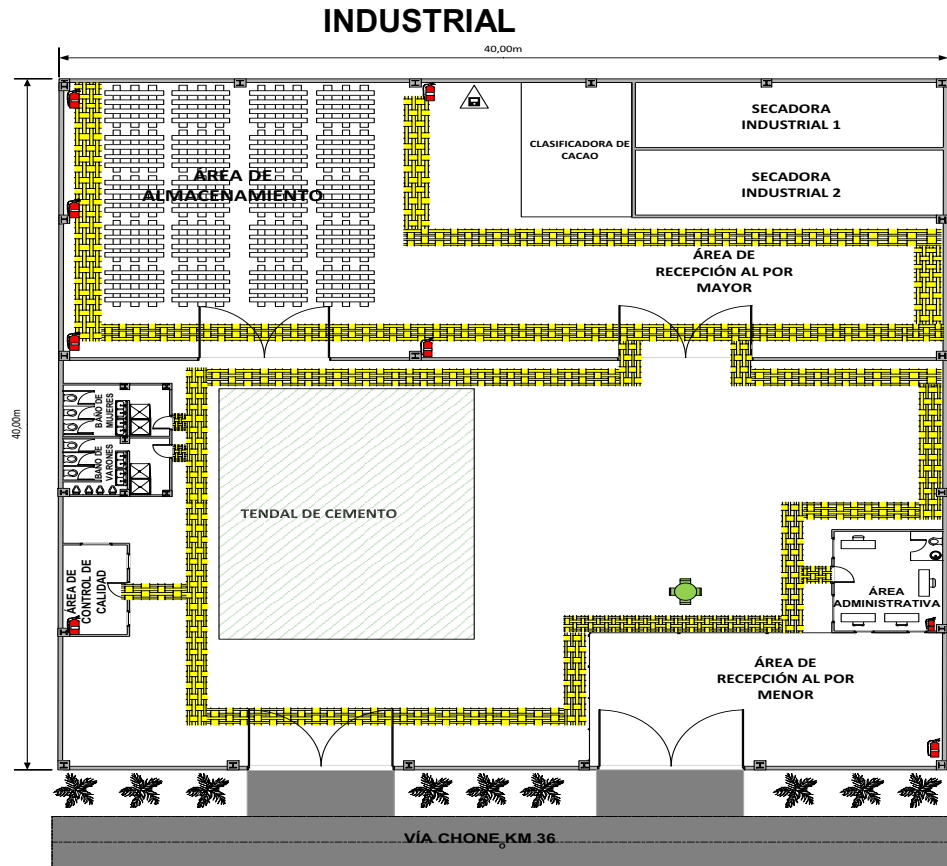 INDUSTRIAL
40,00m
SECADORA
INDUSTRIAL 1
CLASIFICADORA DE
CACAO
SECADORA
INDUSTRIAL 2
ÁREA DE
ALMACENAMIENTO
ÁREA DE
RECEPCIÓN AL POR
MAYOR
40,00m
BAÑO DE
MUJERES
BAÑO DE
VARONES
TENDAL DE CEMENTO
ÁREA DE
CONTROL DE
CALIDAD
ÁREA
ADMINISTRATIVA
ÁREA DE
RECEPCIÓN AL POR
MENOR
VÍA CHONE KM 36